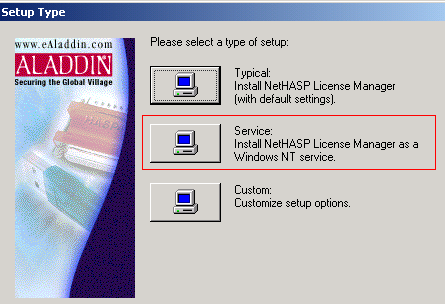 Setup Type
www.eAladdin.com
ALADDIN
Securing the Global Village
Please select a type of setup:
Typical:
Install NetHASP License Manager
(with default settings).
Service:
Install NetHASP License Manager as a
Windows NT service.
Custom:
Customize setup options.